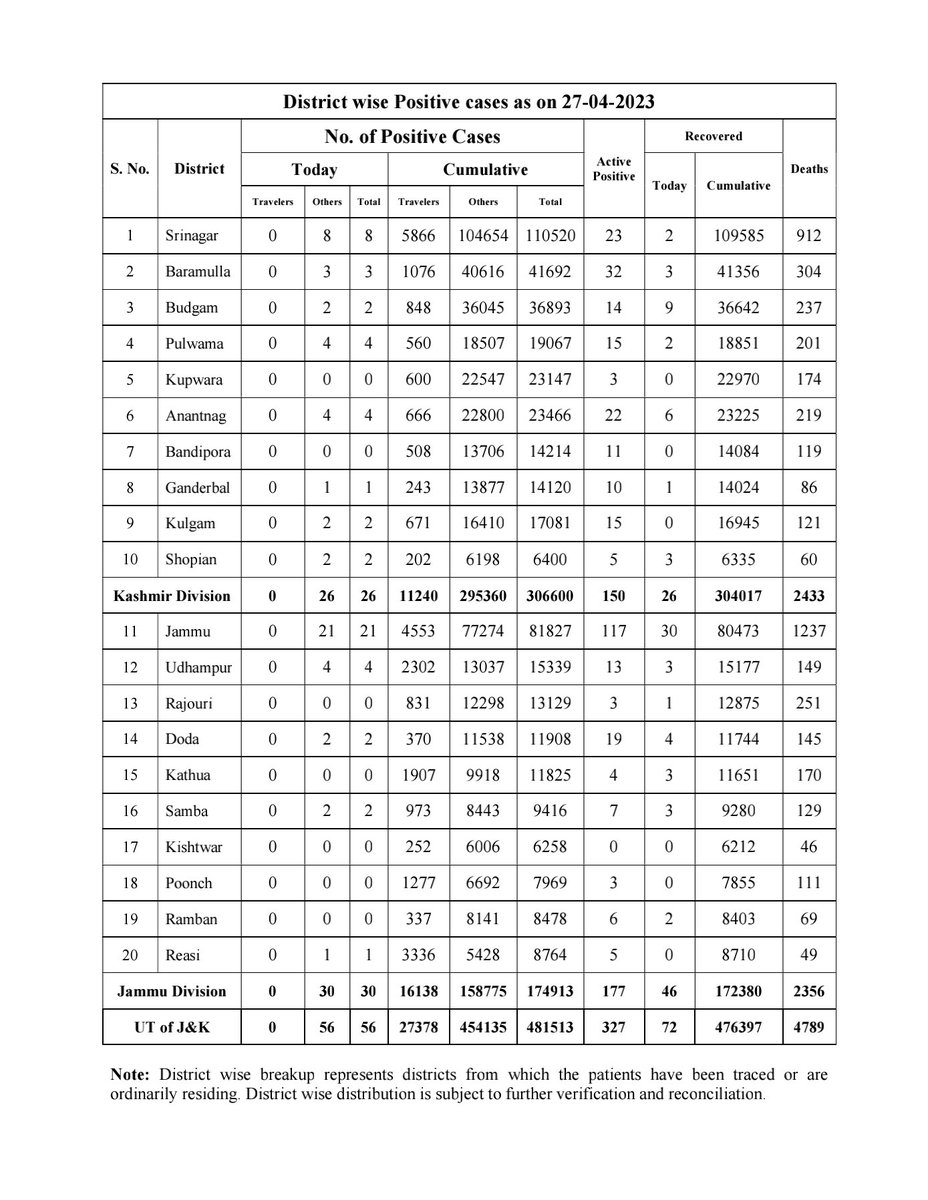 District wise Positive cases as on 27-04-2023
S. No. District No. of Positive Cases Active Positive Recovered Deaths
Today Cumulative Today Cumulative
Travelers Others Total Travelers Others Total
1 Srinagar 0 8 8 5866 104654 110520 23 2 109585 912
2 Baramulla 0 3 3 1076 40616 41692 32 3 41356 304
3 Budgam 0 2 2 848 36045 36893 14 9 36642 237
4 Pulwama 0 4 4 560 18507 19067 15 2 18851 201
5 Kupwara 0 0 0 600 22547 23147 3 0 22970 174
6 Anantnag 0 4 4 666 22800 23466 22 6 23225 219
7 Bandipora 0 0 0 508 13706 14214 11 0 14084 119
8 Ganderbal 0 1 1 243 13877 14120 10 1 14024 86
9 Kulgam 0 2 2 671 16410 17081 15 0 16945 121
10 Shopian 0 2 2 202 6198 6400 5 3 6335 60
Kashmir Division 0 26 26 11240 295360 306600 150 26 304017 2433
11 Jammu 0 21 21 4553 77274 81827 117 30 80473 1237
12 Udhampur 0 4 4 2302 13037 15339 13 3 15177 149
13 Rajouri 0 0 0 831 12298 13129 3 1 12875 251
14 Doda 0 2 2 370 11538 11908 19 4 11744 145
15 Kathua 0 0 0 1907 9918 11825 4 3 11651 170
16 Samba 0 2 2 973 8443 9416 7 3 9280 129
17 Kishtwar 0 0 0 252 6006 6258 0 0 6212 46
18 Poonch 0 0 0 1277 6692 7969 3 0 7855 111
19 Ramban 0 0 0 337 8141 8478 6 2 8403 69
20 Reasi 0 1 1 3336 5428 8764 5 0 8710 49
Jammu Division 0 30 30 16138 158775 174913 177 46 172380 2356
UT of J&K 0 56 56 27378 454135 481513 327 72 476397 4789
Note: District wise breakup represents districts from which the patients have been traced or are
ordinarily residing. District wise distribution is subject to further verification and reconciliation.